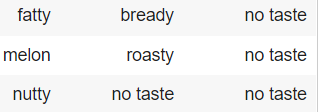 fatty bready no taste
melon roasty no taste
nutty no taste no taste